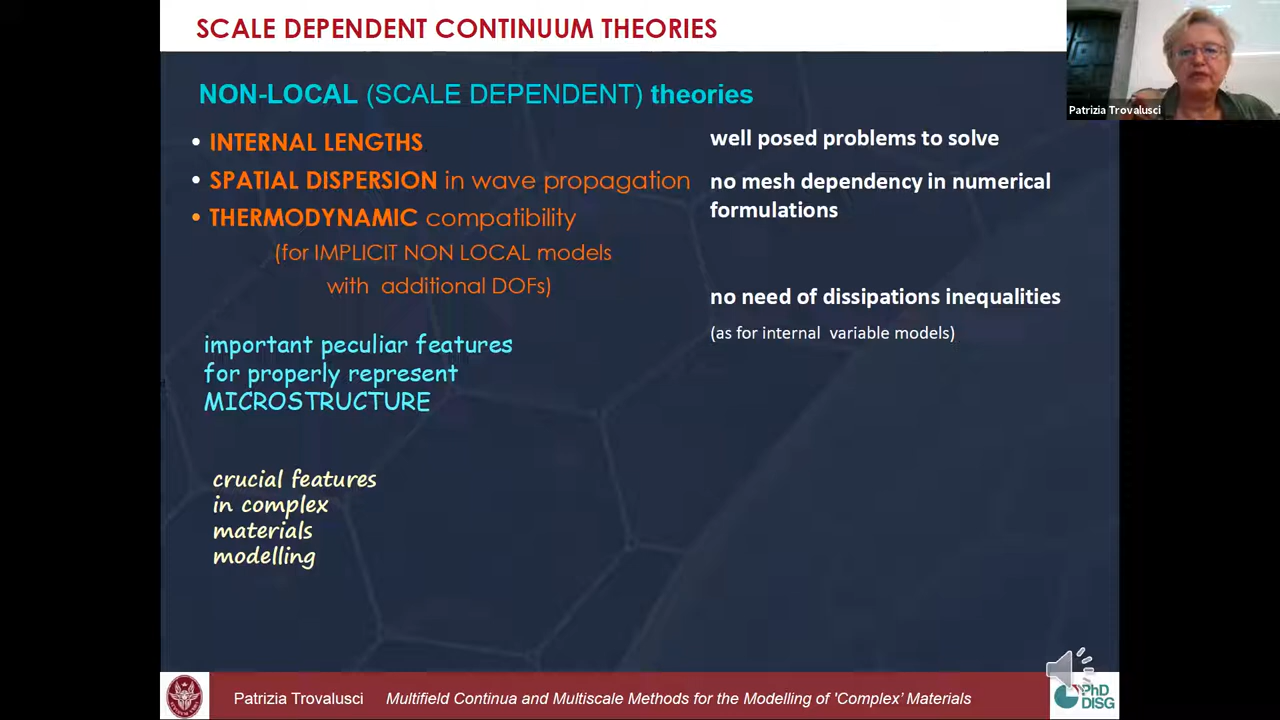 SCALE DEPENDENT CONTINUUM THEORIES
Patrizia Trovalusci
NON-LOCAL (SCALE DEPENDENT) theories
• INTERNAL LENGTHS
• SPATIAL DISPERSION in wave propagation
• THERMODYNAMIC compatibility
(for IMPLICIT NON LOCAL models
with additional DOFs)
well posed problems to solve
no mesh dependency in numerical
formulations
no need of dissipations inequalities
(as for internal variable models)
important peculiar features
for properly represent
MICROSTRUCTURE
crucial features
in complex
materials
modelling
Patrizia Trovalusci Multifield Continua and Multiscale Methods for the Modelling of 'Complex’ Materials
PhD
DISG